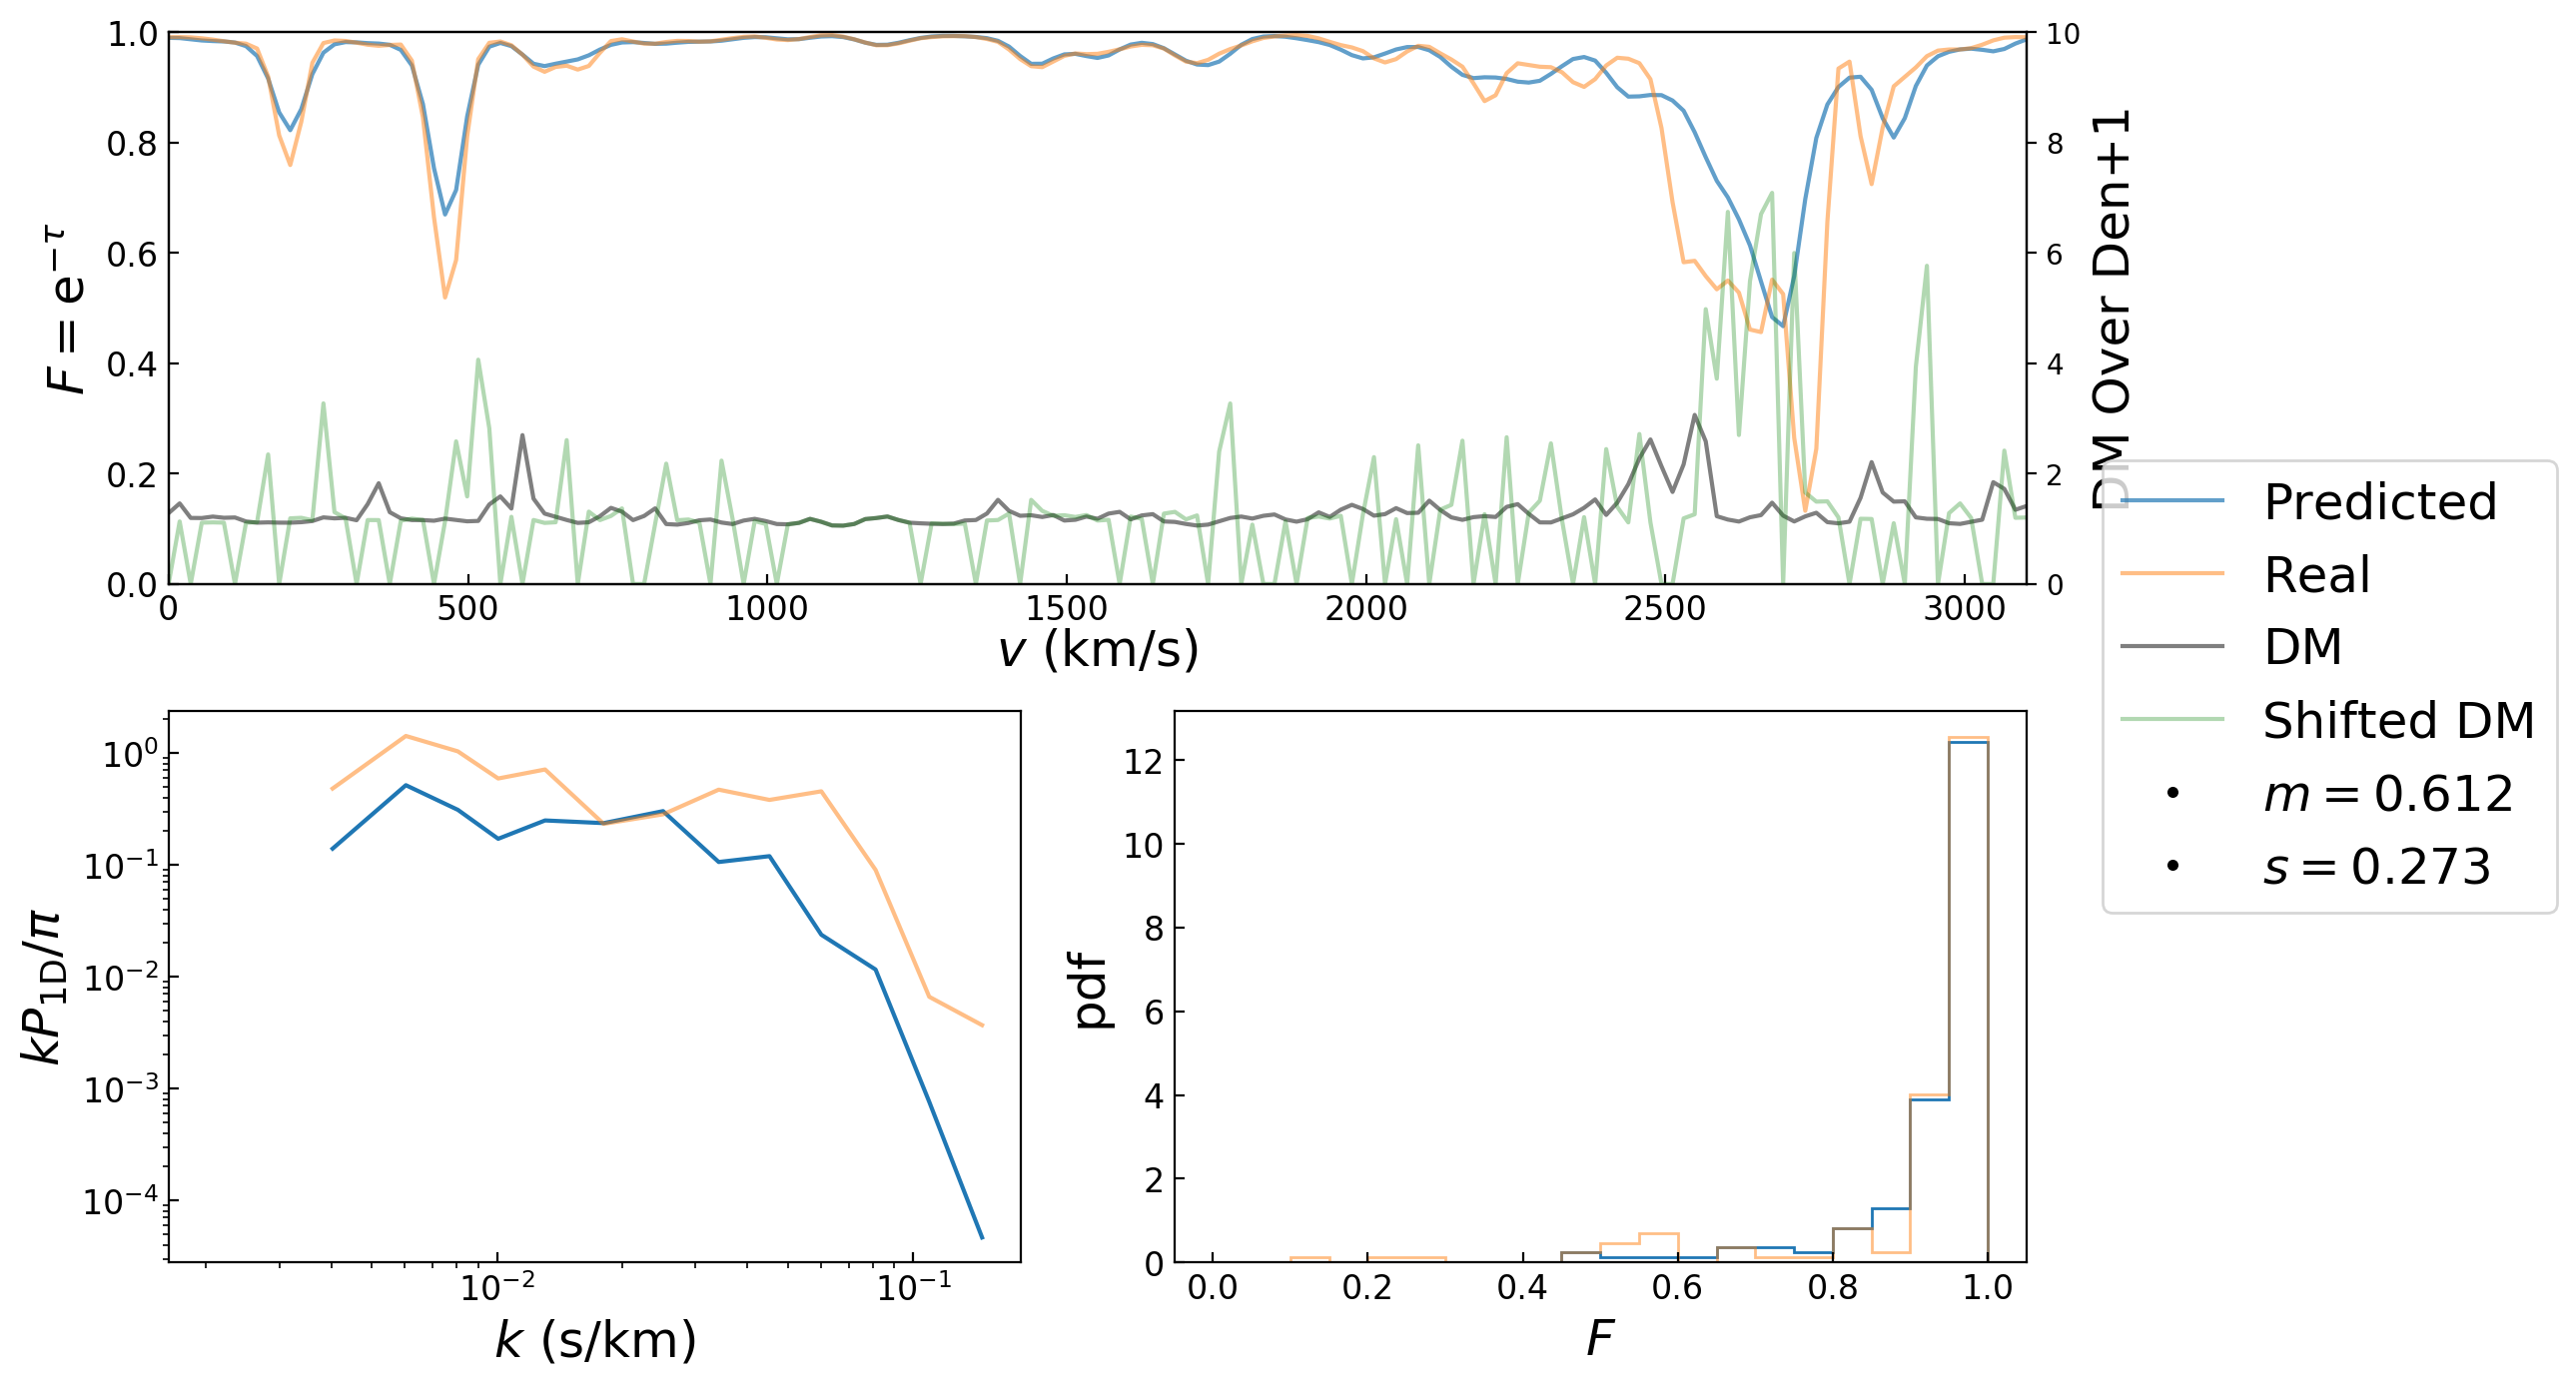 1.0
0.8
0.6
0.4
0.2
0.0
F = e^{-τ}
0 500 1000 1500 2000 2500 3000
v (km/s)
10
8
6
4
2
0
DM Over Den+1
Predicted
Real
DM
Shifted DM
m = 0.612
s = 0.273
10^0
10^{-1}
10^{-2}
10^{-3}
10^{-4}
kP_{1D}/π
10^{-2} 10^{-1}
k (s/km)
12
10
8
6
4
2
0
pdf
0.0 0.2 0.4 0.6 0.8 1.0
F